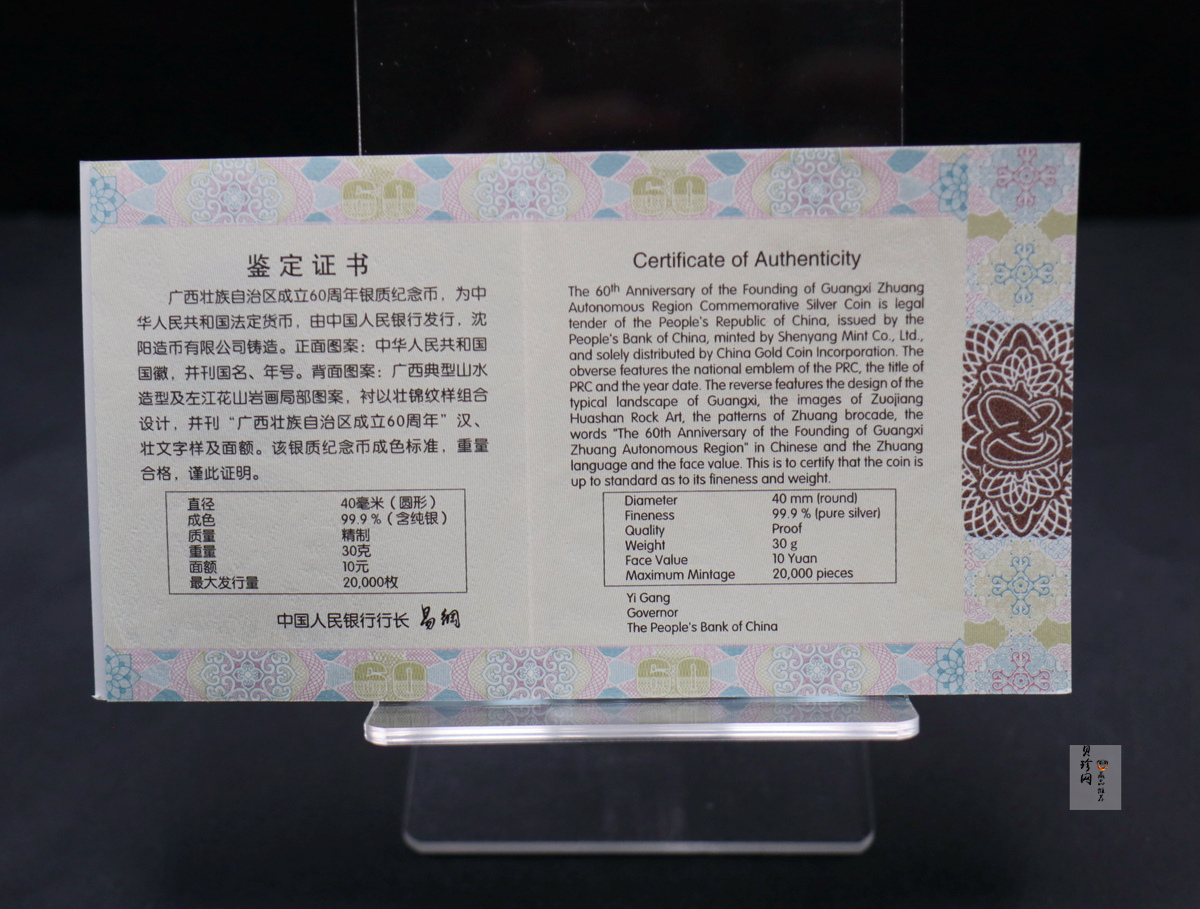 60 60
鉴定证书
广西壮族自治区成立60周年银质纪念币，为中
华人民共和国法定货币，由中国人民银行发行，沈
阳造币有限公司铸造。正面图案：中华人民共和国
国徽，并刊国名、年号。背面图案：广西典型山水
造型及左江花山岩画局部图案，衬以壮锦纹样组合
设计，并刊“广西壮族自治区成立60周年”汉、
壮文字样及面额。该银质纪念币成色标准，重量
合格，谨此证明。
直径 40毫米（圆形）
成色 99.9％（含纯银）
质量 精制
重量 30克
面额 10元
最大发行量 20,000枚
中国人民银行行长 易纲
Certificate of Authenticity
The 60th Anniversary of the Founding of Guangxi Zhuang
Autonomous Region Commemorative Silver Coin is legal
tender of the People's Republic of China, issued by the
People's Bank of China, minted by Shenyang Mint Co., Ltd.,
and solely distributed by China Gold Coin Incorporation. The
obverse features the national emblem of the PRC, the title of
PRC and the year date. The reverse features the design of the
typical landscape of Guangxi, the images of Zuojiang
Huashan Rock Art, the patterns of Zhuang brocade, the
words "The 60th Anniversary of the Founding of Guangxi
Zhuang Autonomous Region" in Chinese and the Zhuang
language and the face value. This is to certify that the coin is
up to standard as to its fineness and weight.
Diameter 40 mm (round)
Fineness 99.9 % (pure silver)
Quality Proof
Weight 30 g
Face Value 10 Yuan
Maximum Mintage 20,000 pieces
Yi Gang
Governor
The People's Bank of China
60 60
贝珍网